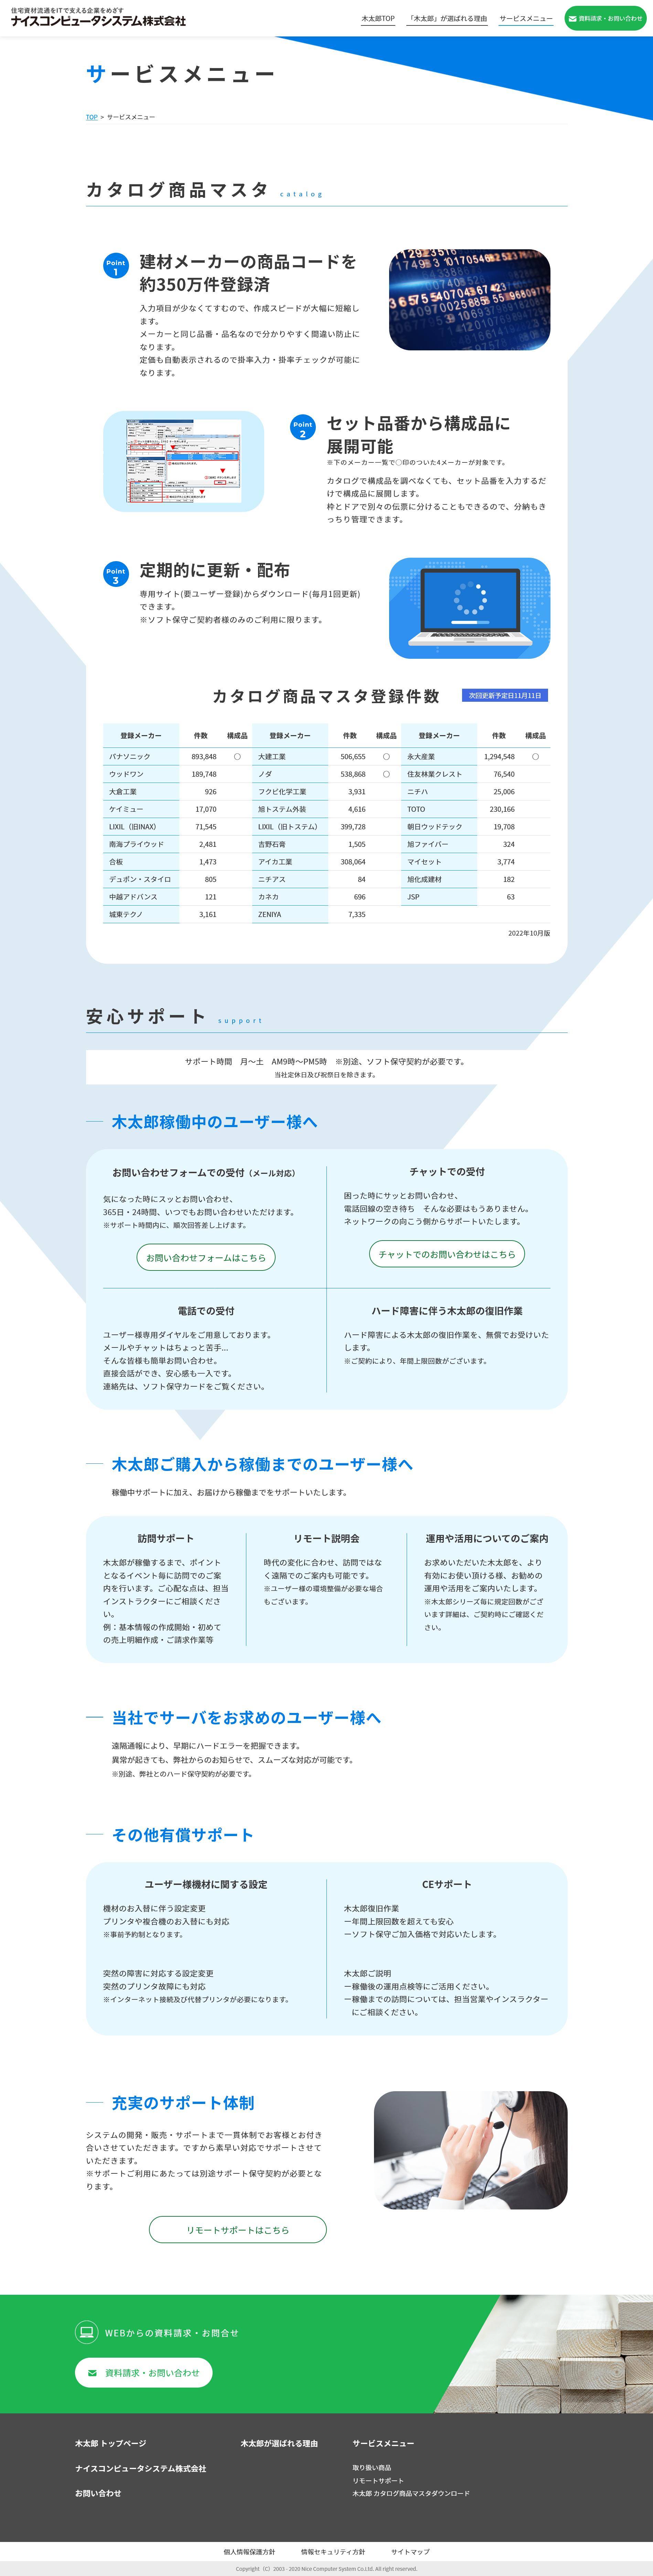 住宅資材流通をITで支える企業をめざす
ナイスコンピュータシステム株式会社
木太郎TOP
「木太郎」が選ばれる理由
サービスメニュー
資料請求・お問い合わせ
サービスメニュー
TOP > サービスメニュー
カタログ商品マスタ catalog
Point 1
建材メーカーの商品コードを
約350万件登録済
入力項目が少なくてすむので、作成スピードが大幅に短縮し
ます。
メーカーと同じ品番・品名なので分かりやすく間違い防止に
なります。
定価も自動表示されるので掛率入力・掛率チェックが可能に
なります。
Point 2
セット品番から構成品に
展開可能
※下のメーカー一覧で〇印のついた4メーカーが対象です。
カタログで構成品を調べなくても、セット品番を入力するだ
けで構成品に展開します。
枠とドアで別々の伝票に分けることもできるので、分納もき
っちり管理できます。
Point 3
定期的に更新・配布
専用サイト(要ユーザー登録)からダウンロード(毎月1回更新)
できます。
※ソフト保守ご契約者様のみのご利用に限ります。
カタログ商品マスタ登録件数
次回更新予定日11月11日
登録メーカー 件数 構成品 登録メーカー 件数 構成品 登録メーカー 件数 構成品
パナソニック 893,848 〇 大建工業 506,655 〇 永大産業 1,294,548 〇
ウッドワン 189,748 ノダ 538,868 〇 住友林業クレスト 76,540
大倉工業 926 フクビ化学工業 3,931 ニチハ 25,006
ケイミュー 17,070 旭トステム外装 4,616 TOTO 230,166
LIXIL（旧INAX） 71,545 LIXIL（旧トステム） 399,728 朝日ウッドテック 19,708
南海プライウッド 2,481 吉野石膏 1,505 旭ファイバー 324
合板 1,473 アイカ工業 308,064 マイセット 3,774
デュポン・スタイロ 805 ニチアス 84 旭化成建材 182
中越アドバンス 121 カネカ 696 JSP 63
城東テクノ 3,161 ZENIYA 7,335
2022年10月版
安心サポート support
サポート時間　月〜土　AM9時〜PM5時　※別途、ソフト保守契約が必要です。
当社定休日及び祝祭日を除きます。
木太郎稼働中のユーザー様へ
お問い合わせフォームでの受付（メール対応）
気になった時にスッとお問い合わせ、
365日・24時間、いつでもお問い合わせいただけます。
※サポート時間内に、順次回答差し上げます。
お問い合わせフォームはこちら
チャットでの受付
困った時にサッとお問い合わせ、
電話回線の空き待ち　そんな必要はもうありません。
ネットワークの向こう側からサポートいたします。
チャットでのお問い合わせはこちら
電話での受付
ユーザー様専用ダイヤルをご用意しております。
メールやチャットはちょっと苦手...
そんな皆様も簡単お問い合わせ。
直接会話ができ、安心感も一入です。
連絡先は、ソフト保守カードをご覧ください。
ハード障害に伴う木太郎の復旧作業
ハード障害による木太郎の復旧作業を、無償でお受けいた
します。
※ご契約により、年間上限回数がございます。
木太郎ご購入から稼働までのユーザー様へ
稼働中サポートに加え、お届けから稼働までをサポートいたします。
訪問サポート
木太郎が稼働するまで、ポイント
となるイベント毎に訪問でのご案
内を行います。ご心配な点は、担当
インストラクターにご相談くださ
い。
例：基本情報の作成開始・初めて
の売上明細作成・ご請求作業等
リモート説明会
時代の変化に合わせ、訪問ではな
く遠隔でのご案内も可能です。
※ユーザー様の環境整備が必要な場合
もございます。
運用や活用についてのご案内
お求めいただいた木太郎を、より
有効にお使い頂ける様、お勧めの
運用や活用をご案内いたします。
※木太郎シリーズ毎に規定回数がござ
います詳細は、ご契約時にご確認くだ
さい。
当社でサーバをお求めのユーザー様へ
遠隔通報により、早期にハードエラーを把握できます。
異常が起きても、弊社からのお知らせで、スムーズな対応が可能です。
※別途、弊社とのハード保守契約が必要です。
その他有償サポート
ユーザー様機材に関する設定
機材のお入替に伴う設定変更
プリンタや複合機のお入替にも対応
※事前予約制となります。
突然の障害に対応する設定変更
突然のプリンタ故障にも対応
※インターネット接続及び代替プリンタが必要になります。
CEサポート
木太郎復旧作業
ー年間上限回数を超えても安心
ーソフト保守ご加入価格で対応いたします。
木太郎ご説明
ー稼働後の運用点検等にご活用ください。
ー稼働までの訪問については、担当営業やインスラクター
にご相談ください。
充実のサポート体制
システムの開発・販売・サポートまで一貫体制でお客様とお付き
合いさせていただきます。ですから素早い対応でサポートさせて
いただきます。
※サポートご利用にあたっては別途サポート保守契約が必要とな
ります。
リモートサポートはこちら
WEBからの資料請求・お問合せ
資料請求・お問い合わせ
木太郎 トップページ
ナイスコンピュータシステム株式会社
お問い合わせ
木太郎が選ばれる理由
サービスメニュー
取り扱い商品
リモートサポート
木太郎 カタログ商品マスタダウンロード
個人情報保護方針
情報セキュリティ方針
サイトマップ
Copyright（C）2003 - 2020 Nice Computer System Co.Ltd. All right reserved.